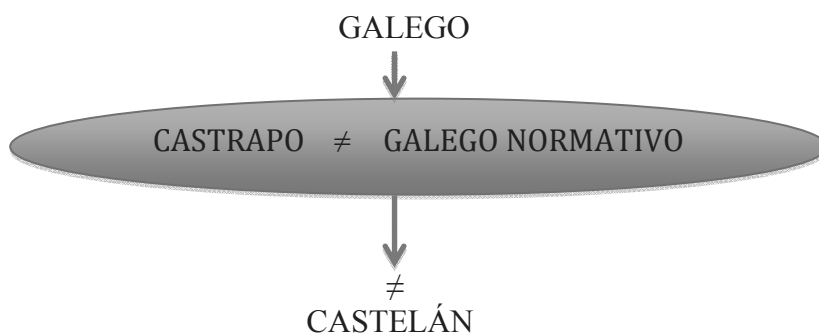 GALEGO
CASTRAPO ≠ GALEGO NORMATIVO
≠
CASTELÁN